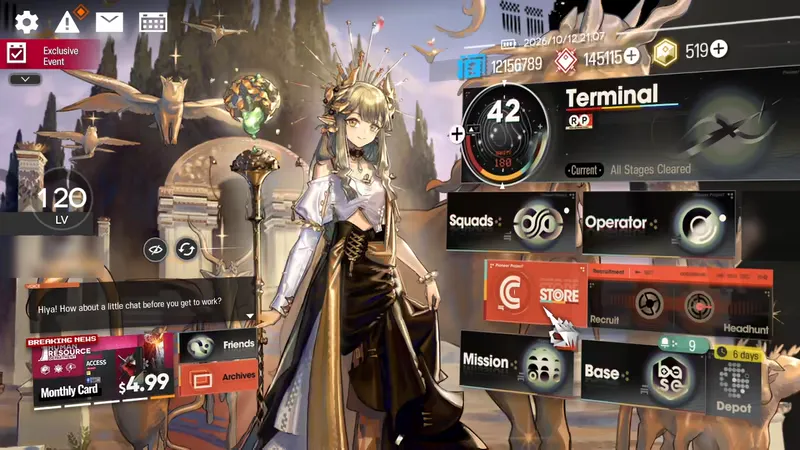 Exclusive
Event
2026/10/12 21:07
12156789
145115
519
42
180
Terminal
Current
All Stages Cleared
120
LV
Squads
Operator
STORE
Recruitment
Recruit
Headhunt
Hiya! How about a little chat before you get to work?
BREAKING NEWS
HUMAN
RESOURCE
ACCESS
Monthly Card
$4.99
Friends
Archives
Mission
Base
base
9
6 days
Depot